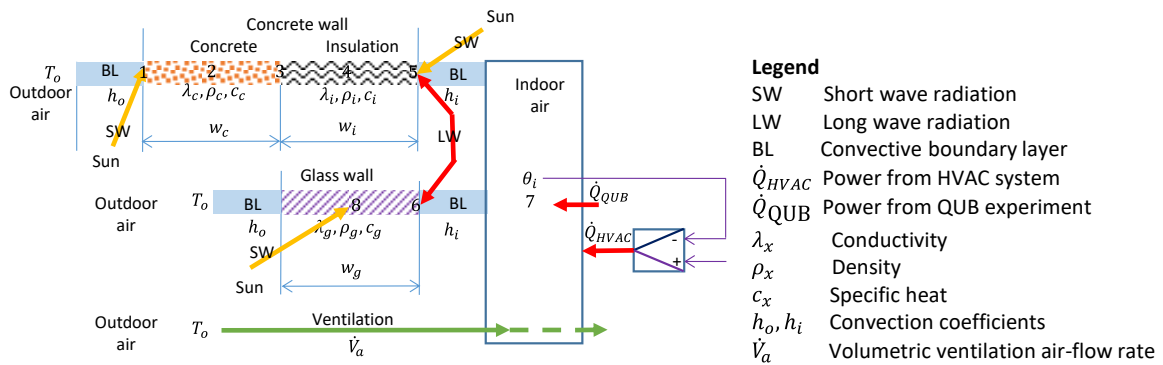 Concrete wall
Sun
Concrete
Insulation
SW
T_o
BL
1
2
3
4
5
BL
Outdoor air
h_o
λ_c, ρ_c, c_c
λ_i, ρ_i, c_i
h_i
Indoor air
SW
w_c
w_i
LW
Sun
Glass wall
Outdoor air
T_o
BL
8
6
BL
h_o
λ_g, ρ_g, c_g
h_i
SW
Sun
w_g
θ_i
7
Q̇_QUB
Q̇_HVAC
-
+
Outdoor air
T_o
Ventilation
V̇_a
Legend
SW Short wave radiation
LW Long wave radiation
BL Convective boundary layer
Q̇_HVAC Power from HVAC system
Q̇_QUB Power from QUB experiment
λ_x Conductivity
ρ_x Density
c_x Specific heat
h_o, h_i Convection coefficients
V̇_a Volumetric ventilation air-flow rate